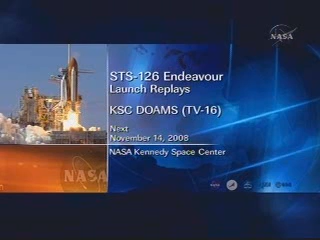 NASA
STS-126 Endeavour
Launch Replays
KSC DOAMS (TV-16)
Next
November 14, 2008
NASA Kennedy Space Center
NASA